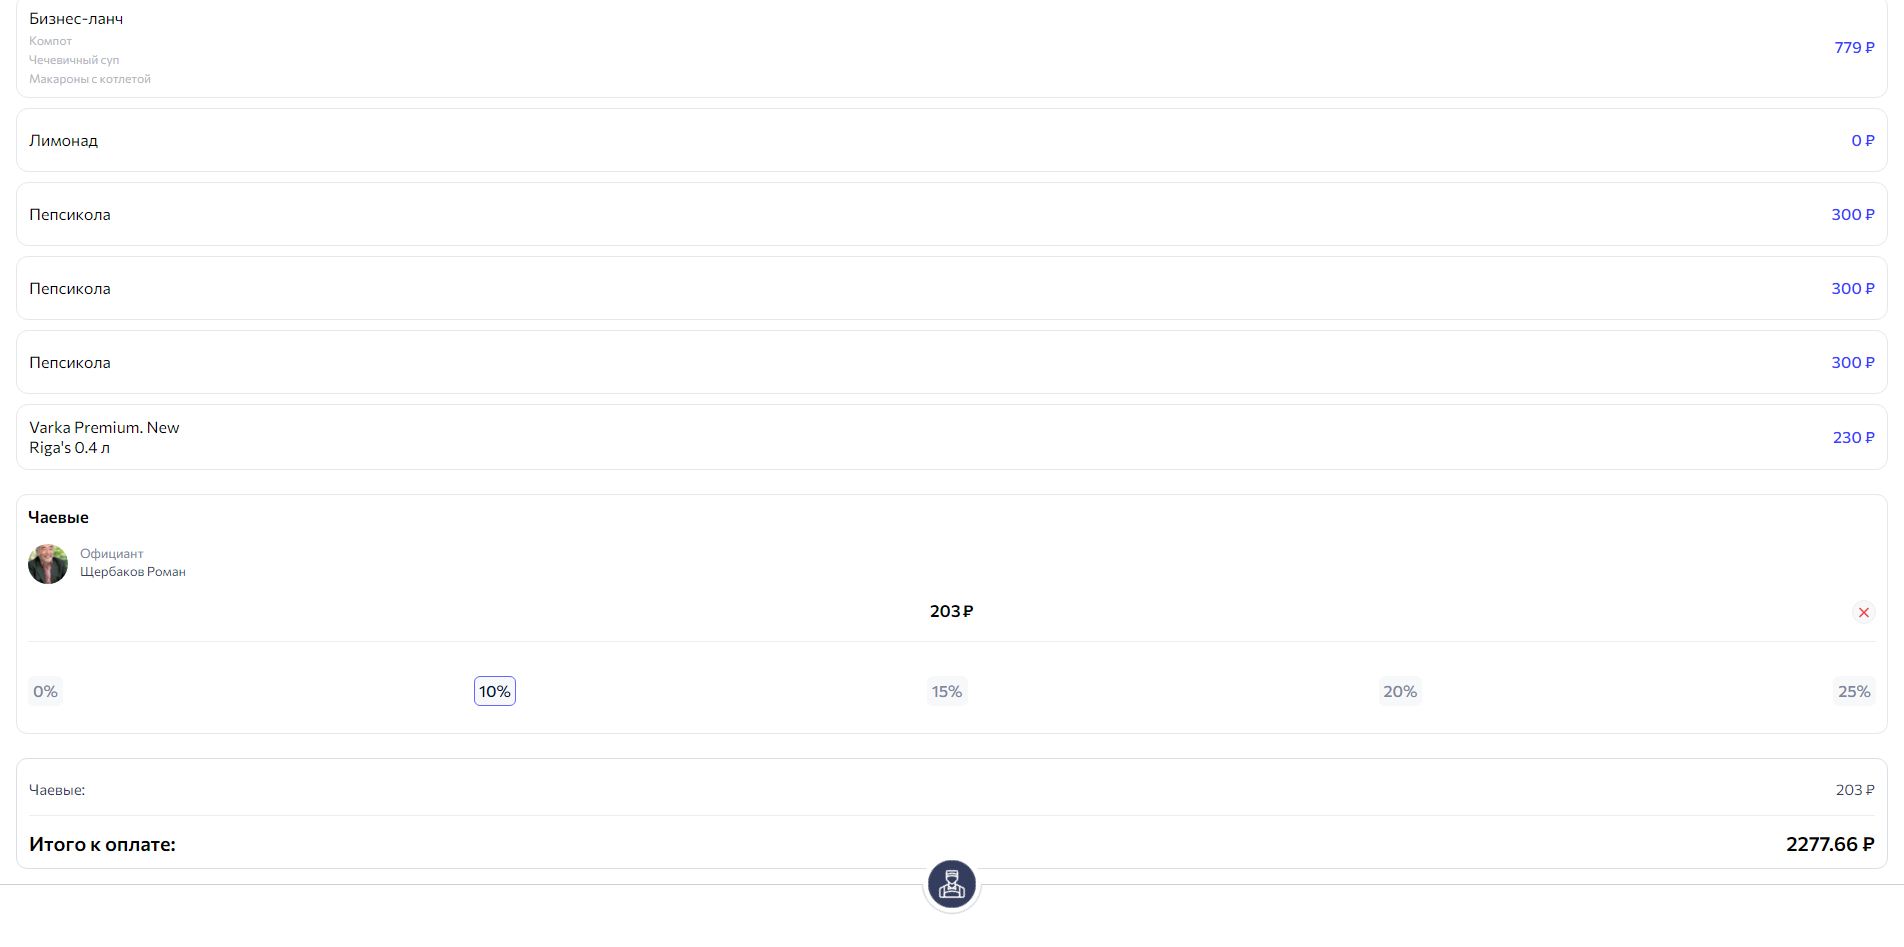 Бизнес-ланч
Компот
Чечевичный суп
Макароны с котлетой
779 ₽
Лимонад
0 ₽
Пепсикола
300 ₽
Пепсикола
300 ₽
Пепсикола
300 ₽
Varka Premium. New
Riga's 0.4 л
230 ₽
Чаевые
Официант
Щербаков Роман
203 ₽
0%
10%
15%
20%
25%
Чаевые:
203 ₽
Итого к оплате:
2277.66 ₽